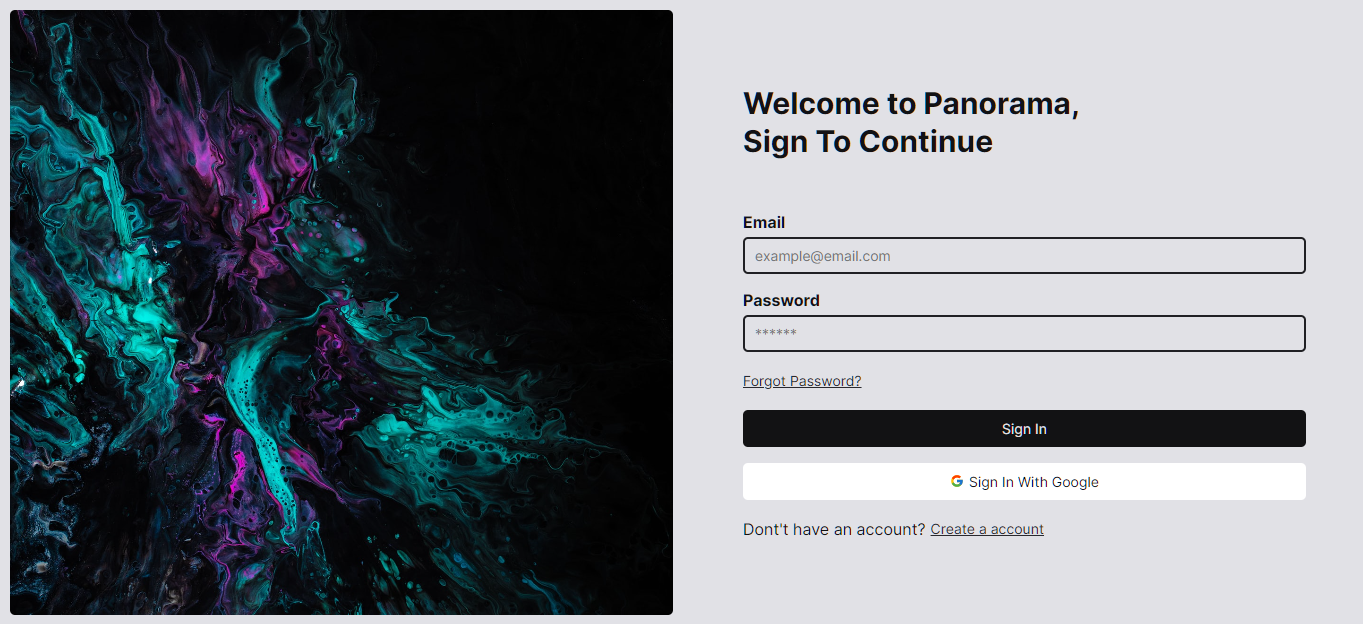 Welcome to Panorama,
Sign To Continue
Email
example@email.com
Password
******
Forgot Password?
Sign In
Sign In With Google
Dont't have an account? Create a account